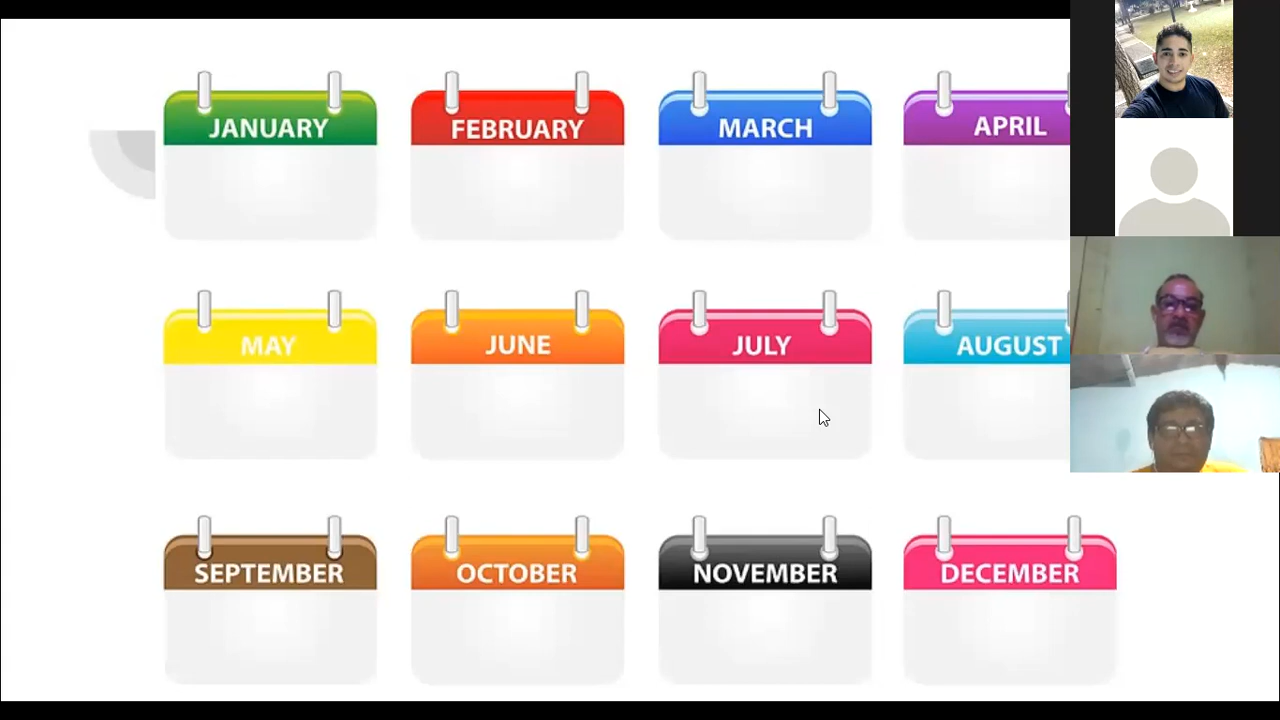 JANUARY
FEBRUARY
MARCH
APRIL
MAY
JUNE
JULY
AUGUST
SEPTEMBER
OCTOBER
NOVEMBER
DECEMBER